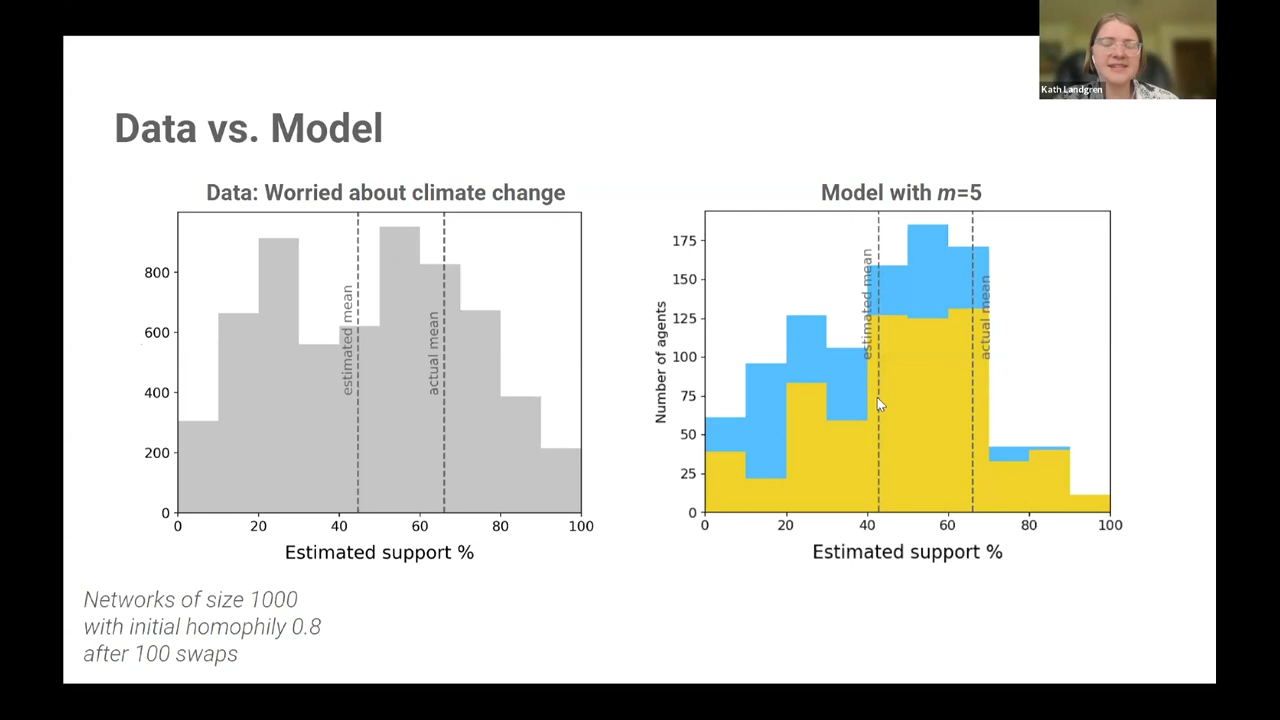 Kath Landgren
Data vs. Model
Data: Worried about climate change
800
600
400
200
0
0 20 40 60 80 100
estimated mean
actual mean
Estimated support %
Model with m=5
Number of agents
175
150
125
100
75
50
25
0
0 20 40 60 80 100
estimated mean
actual mean
Estimated support %
Networks of size 1000
with initial homophily 0.8
after 100 swaps